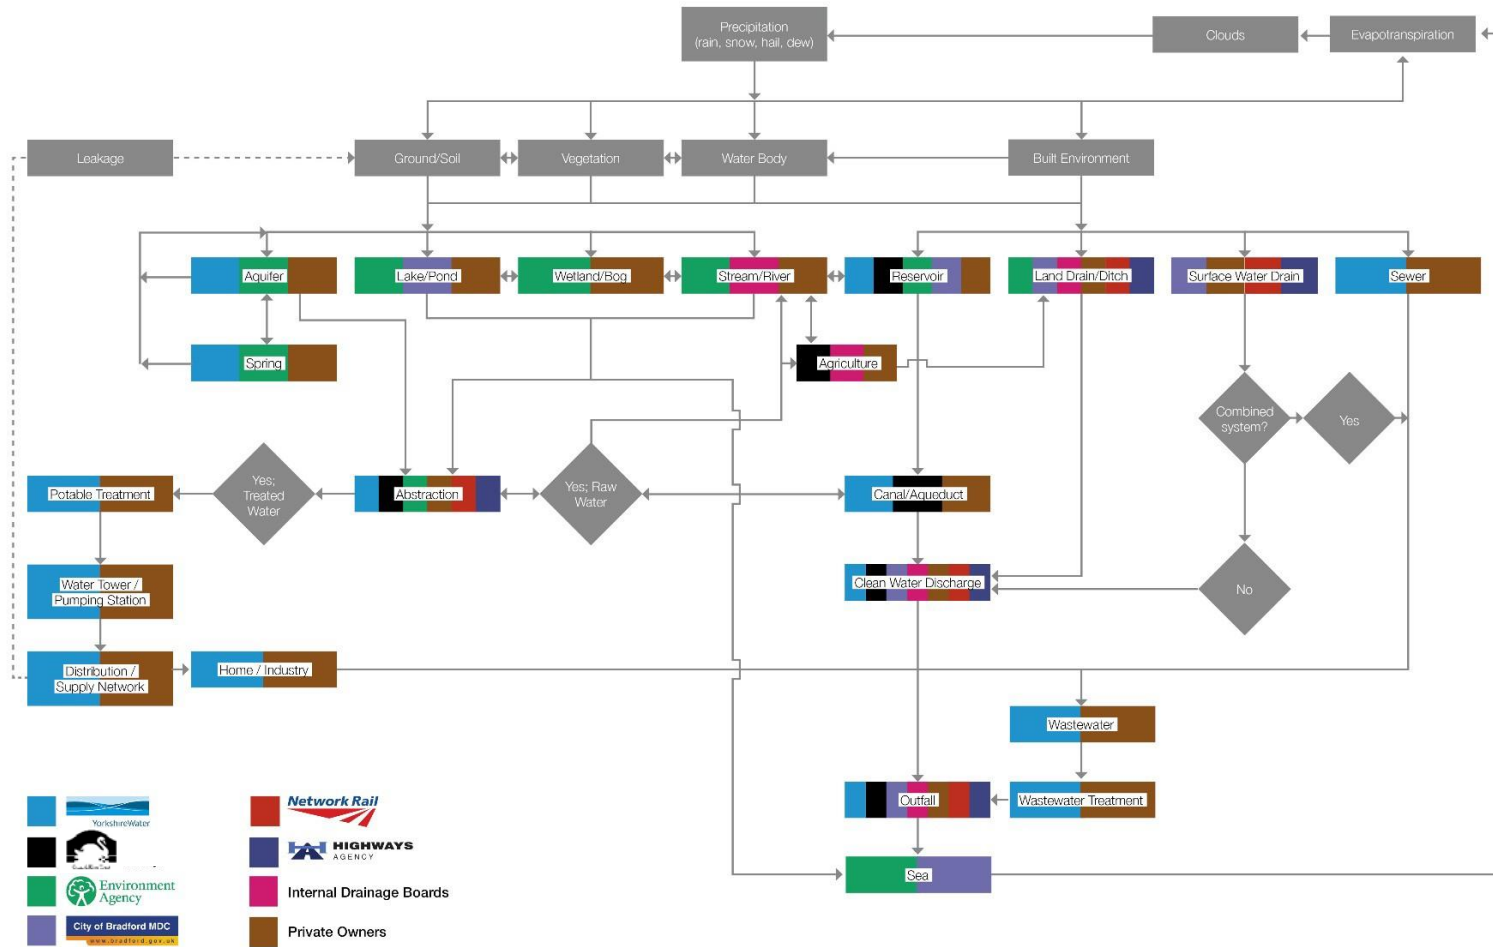 Precipitation
(rain, snow, hail, dew)
Clouds
Evapotranspiration
Leakage
Ground/Soil
Vegetation
Water Body
Built Environment
Aquifer
Lake/Pond
Wetland/Bog
Stream/River
Reservoir
Land Drain/Ditch
Surface Water Drain
Sewer
Spring
Agriculture
Combined
system?
Yes
Potable Treatment
Yes;
Treated
Water
Abstraction
Yes; Raw
Water
Canal/Aqueduct
Water Tower /
Pumping Station
Clean Water Discharge
No
Distribution /
Supply Network
Home / Industry
Wastewater
Outfall
Wastewater Treatment
Sea
YorkshireWater
Network Rail
HIGHWAYS
AGENCY
Environment
Agency
Internal Drainage Boards
City of Bradford MDC
www.bradford.gov.uk
Private Owners